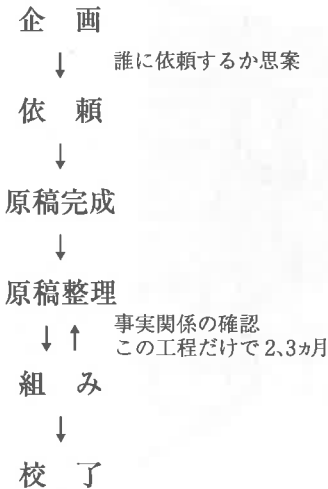 企　画
↓
誰に依頼するか思案
依　頼
↓
原稿完成
↓
原稿整理
↓ ↑
事実関係の確認
この工程だけで2、3ヵ月
組　み
↓
校　了